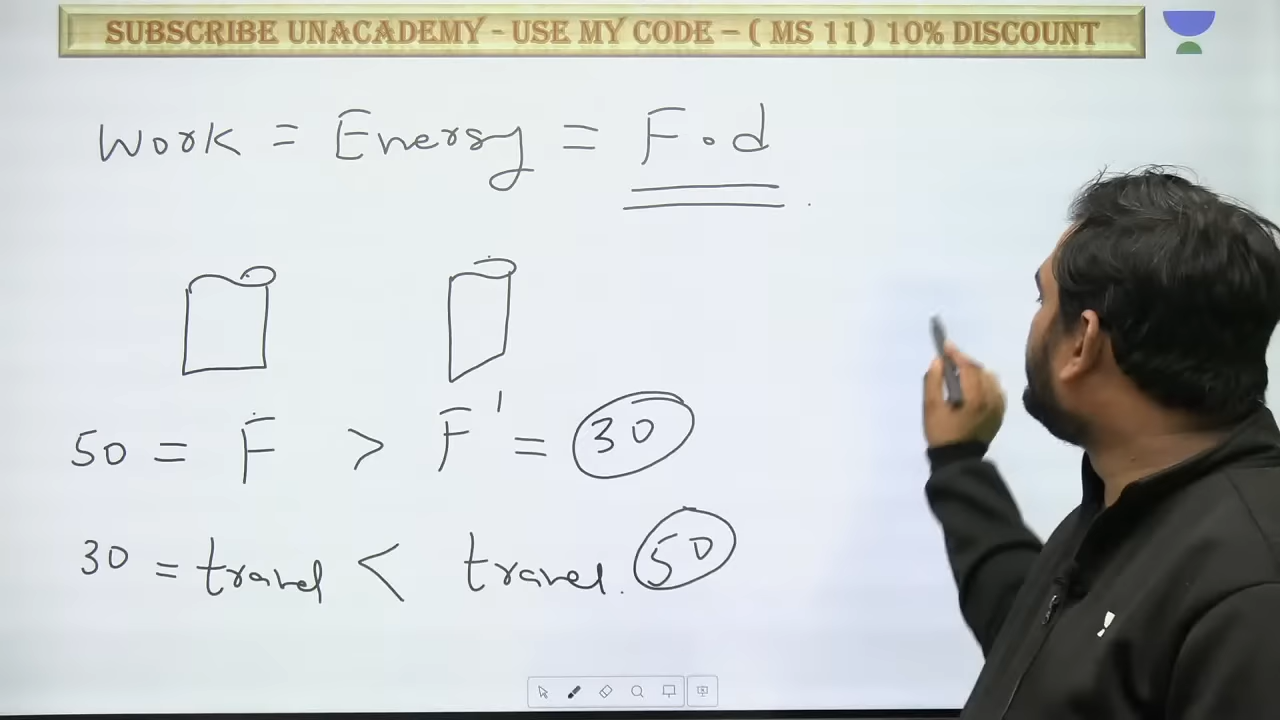 SUBSCRIBE UNACADEMY - USE MY CODE – ( MS 11) 10% DISCOUNT
Work = Energy = F.d
50 = F > F' = 30
30 = travel < travel. 50